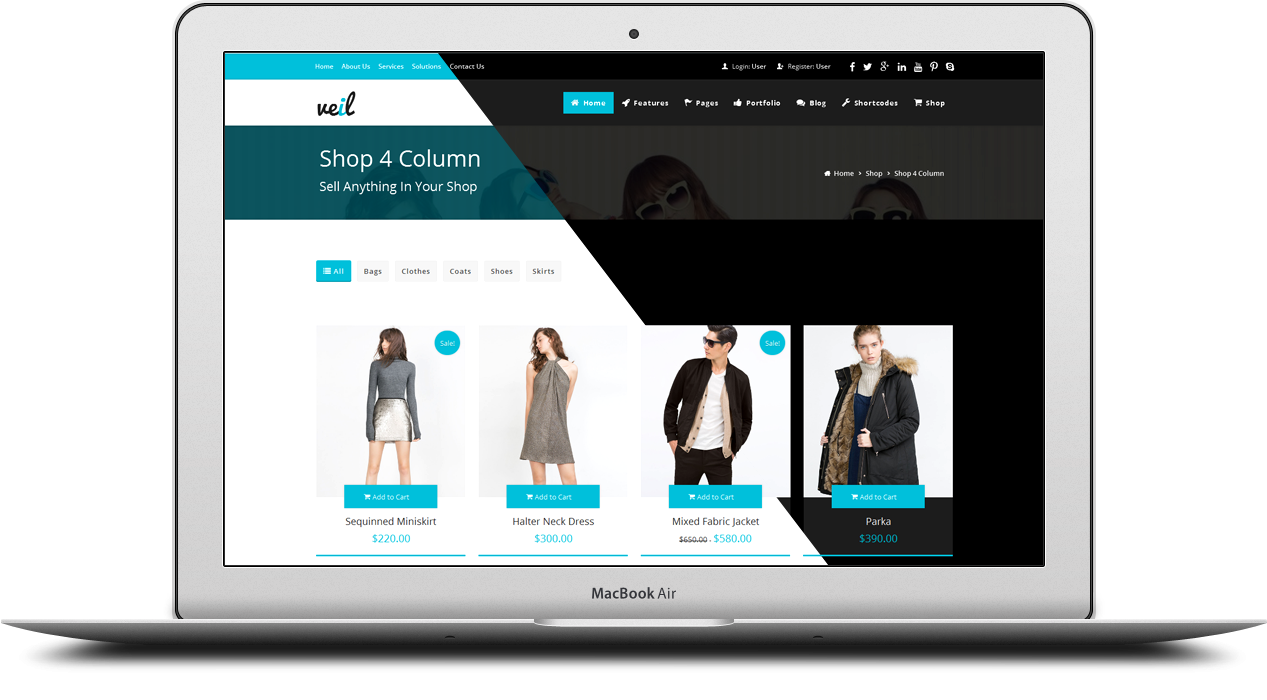 Home About Us Services Solutions Contact Us Login: User Register: User
veil Home Features Pages Portfolio Blog Shortcodes Shop
Shop 4 Column
Sell Anything In Your Shop
Home > Shop > Shop 4 Column
All Bags Clothes Coats Shoes Skirts
Sale! Sale!
Add to Cart Add to Cart Add to Cart Add to Cart
Sequinned Miniskirt Halter Neck Dress Mixed Fabric Jacket Parka
$220.00 $300.00 $650.00 - $580.00 $390.00
MacBook Air